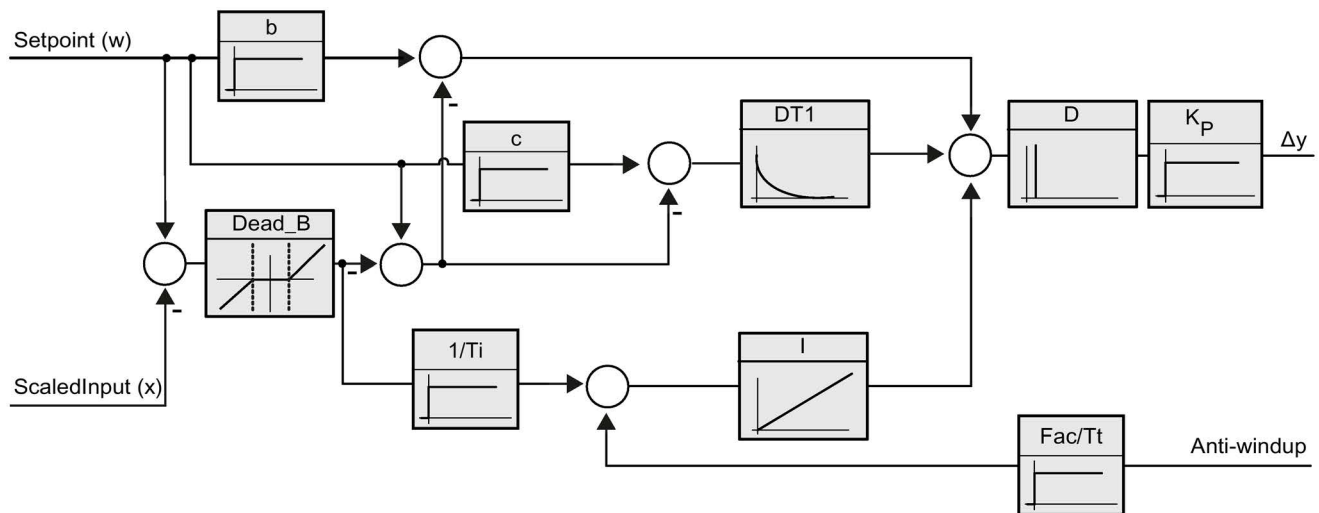 Setpoint (w)
b
-
c
DT1
D
K_P
Δy
-
Dead_B
-
-
ScaledInput (x)
1/Ti
I
Fac/Tt
Anti-windup